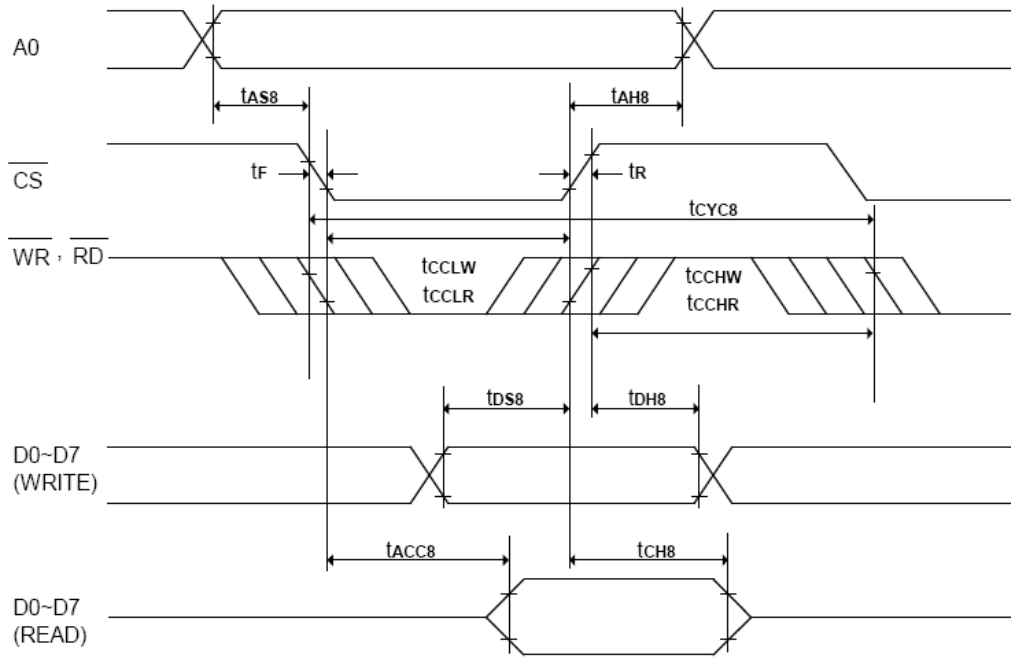 A0
tAS8
tAH8
CS
tF
tR
tCYC8
WR , RD
tCCLW
tCCLR
tCCHW
tCCHR
tDS8
tDH8
D0~D7
(WRITE)
tACC8
tCH8
D0~D7
(READ)